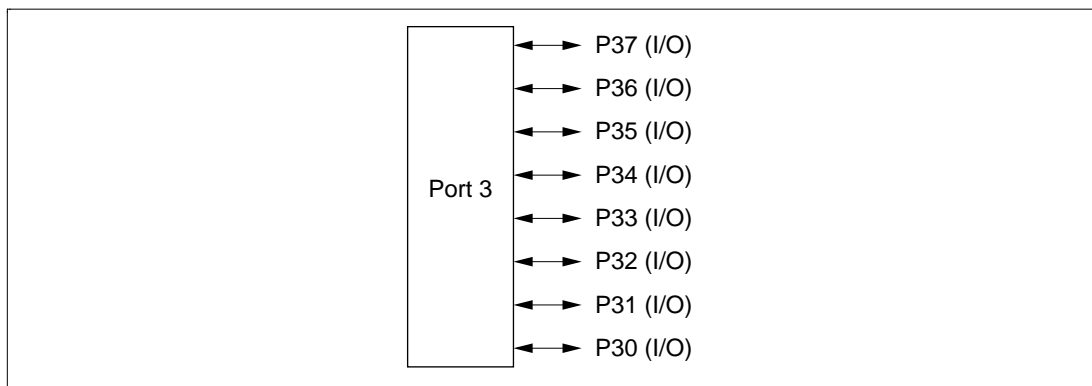 P37 (I/O)
P36 (I/O)
P35 (I/O)
P34 (I/O)
Port 3
P33 (I/O)
P32 (I/O)
P31 (I/O)
P30 (I/O)